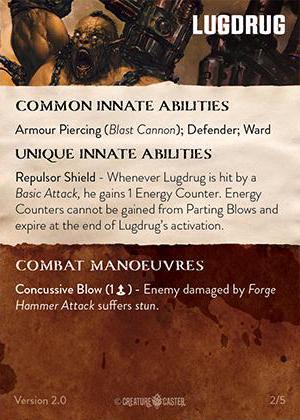 LUGDRUG
COMMON INNATE ABILITIES
Armour Piercing (Blast Cannon); Defender; Ward
UNIQUE INNATE ABILITIES
Repulsor Shield - Whenever Lugdrug is hit by a
Basic Attack, he gains 1 Energy Counter. Energy
Counters cannot be gained from Parting Blows and
expire at the end of Lugdrug's activation.
COMBAT MANOEUVRES
Concussive Blow (1) - Enemy damaged by Forge
Hammer Attack suffers stun.
Version 2.0
© CREATURE CASTER
2/5